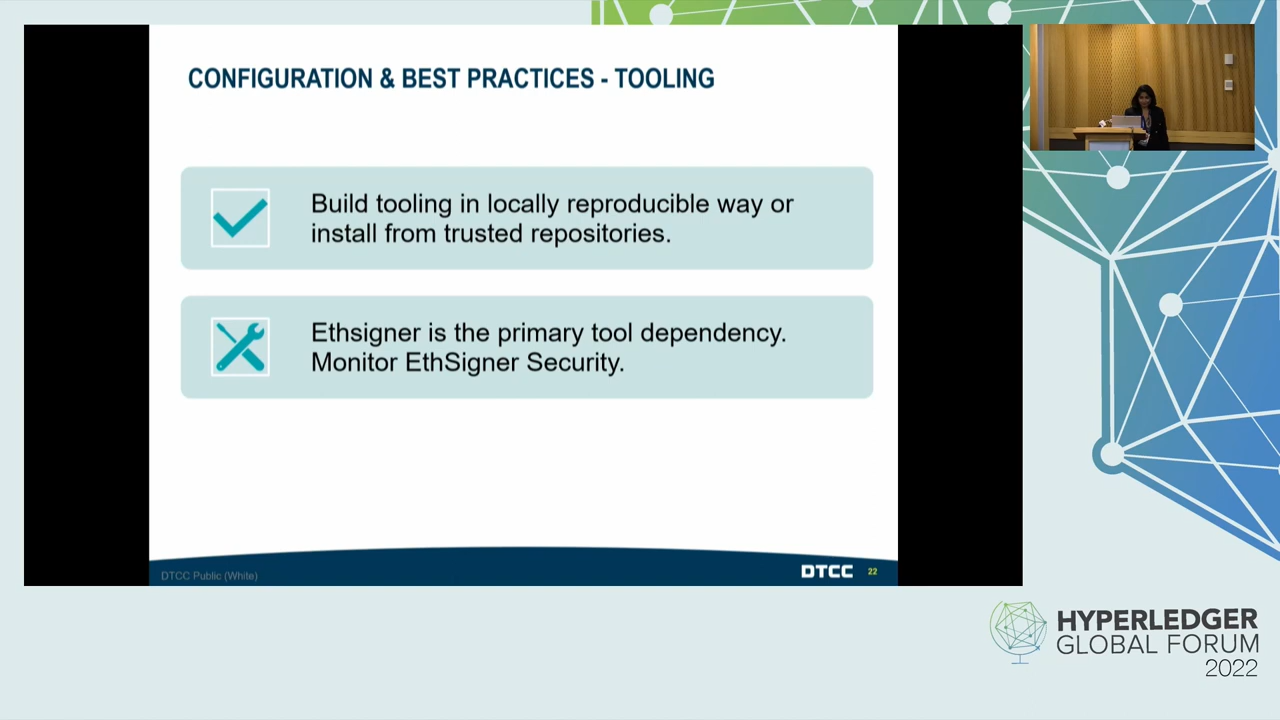 CONFIGURATION & BEST PRACTICES - TOOLING
Build tooling in locally reproducible way or
install from trusted repositories.
Ethsigner is the primary tool dependency.
Monitor EthSigner Security.
DTCC Public (White)
DTCC
22
HYPERLEDGER
GLOBAL FORUM
2022